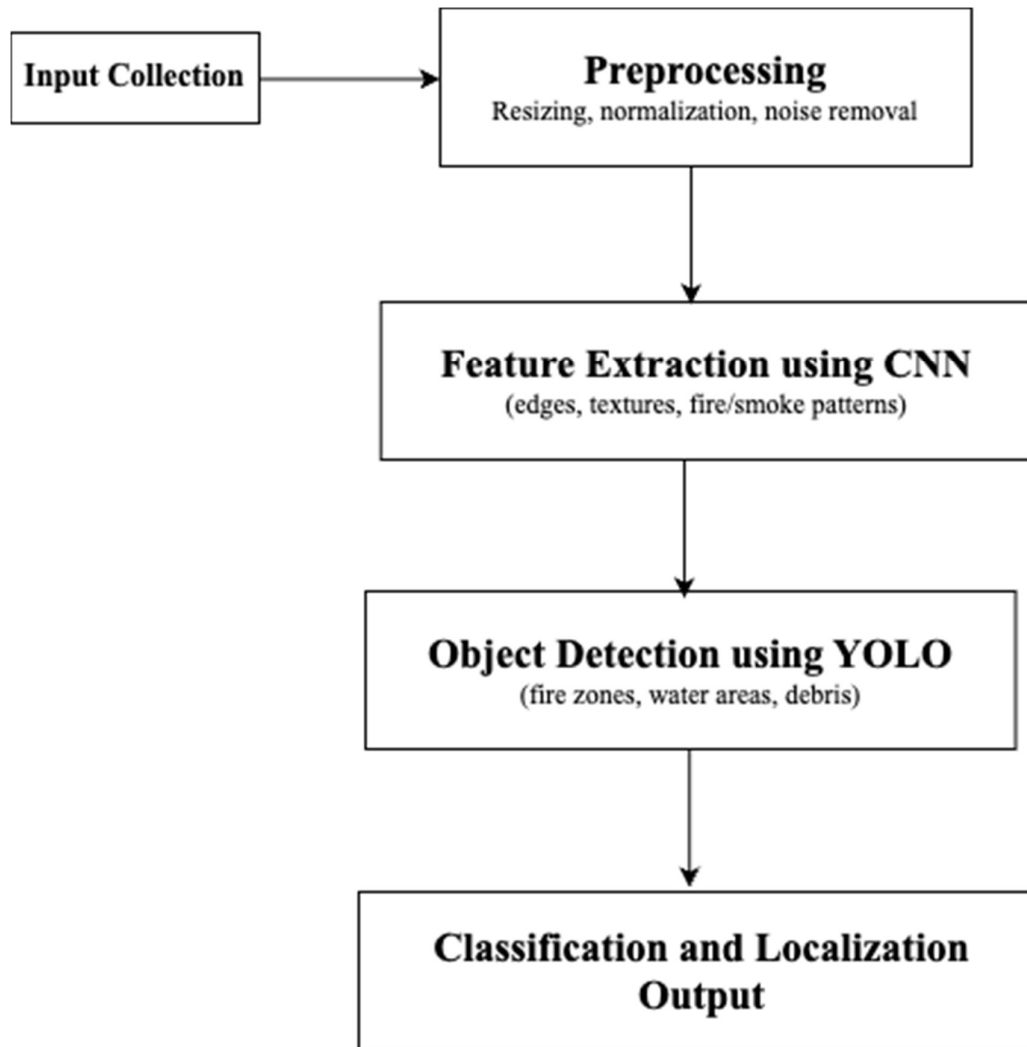 Input Collection
Preprocessing
Resizing, normalization, noise removal
Feature Extraction using CNN
(edges, textures, fire/smoke patterns)
Object Detection using YOLO
(fire zones, water areas, debris)
Classification and Localization
Output